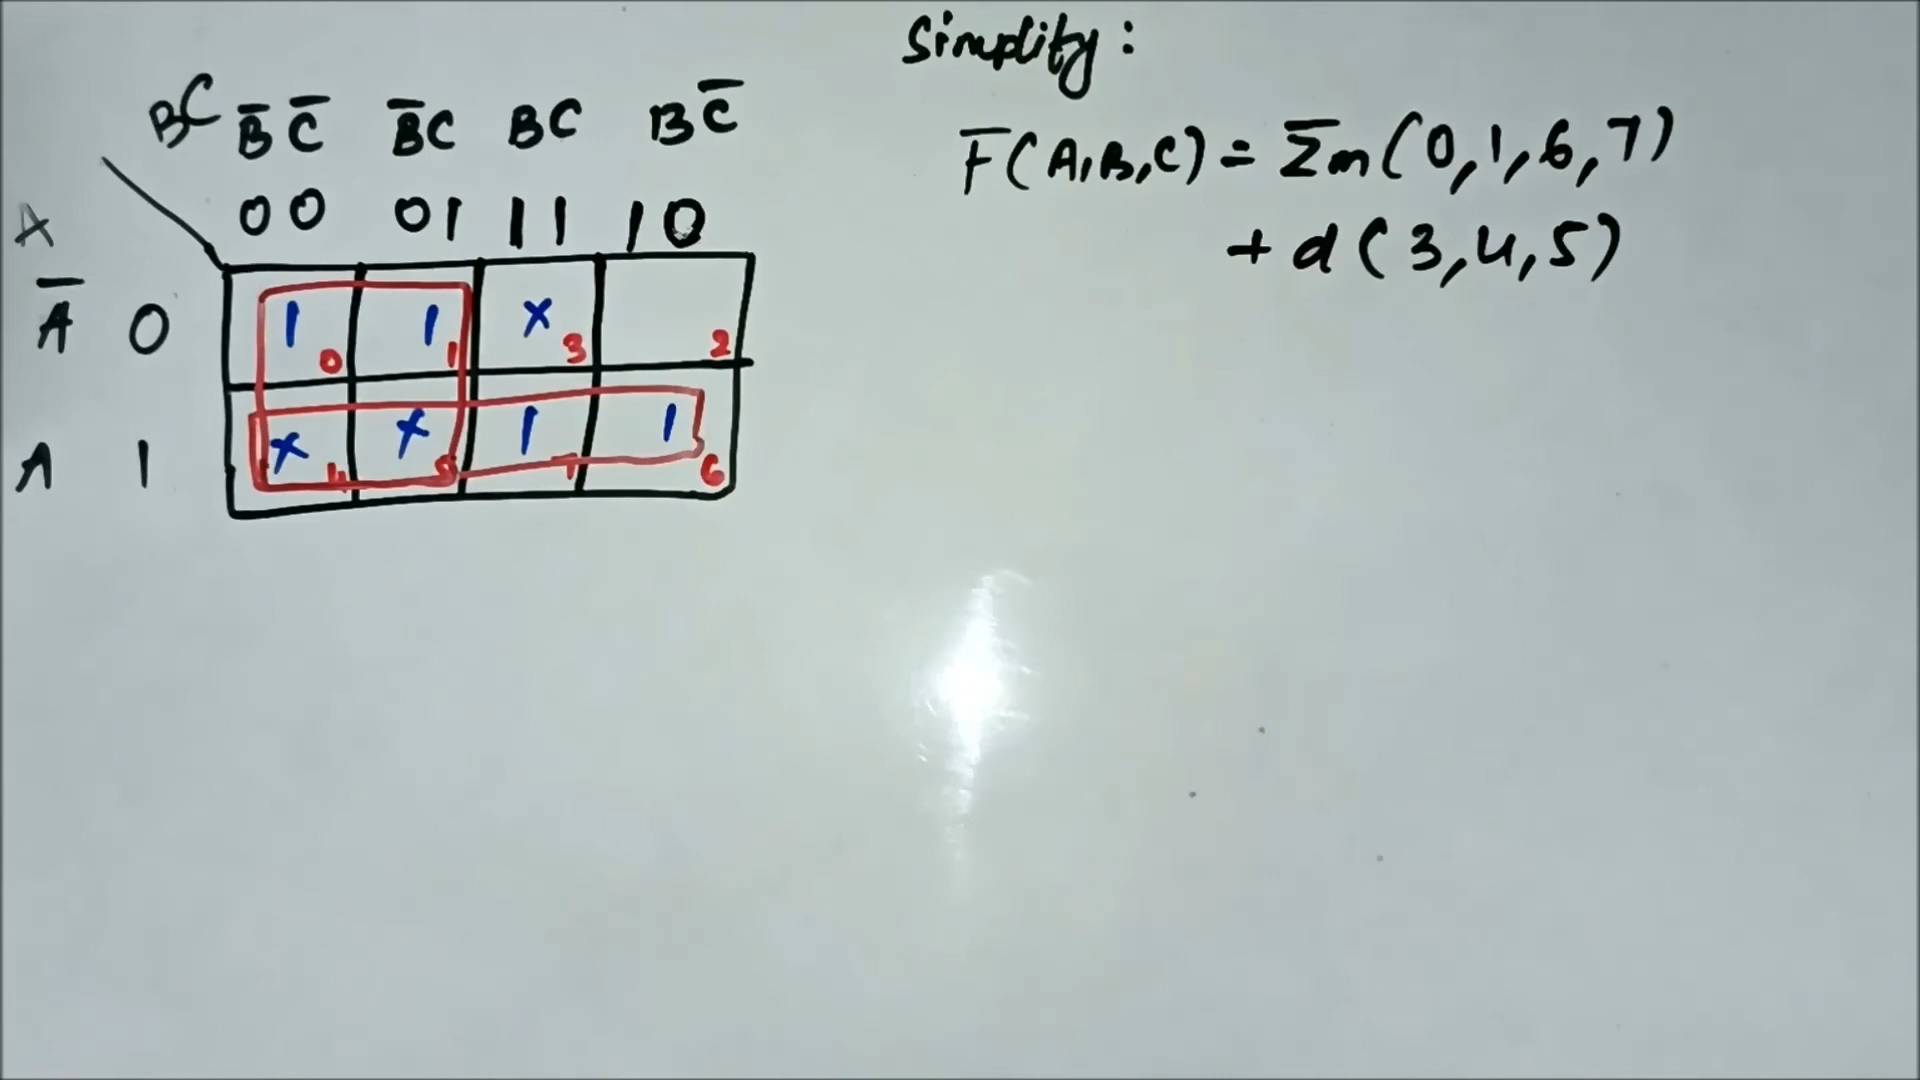 Simplify:
F(A,B,C) = Σm(0,1,6,7)
+ d(3,4,5)
BC B̅ C̅ B̅C BC BC̅
00 01 11 10
A
A̅ 0 1 0 1 1 x 3 2
A 1 x 4 x 5 1 7 1 6